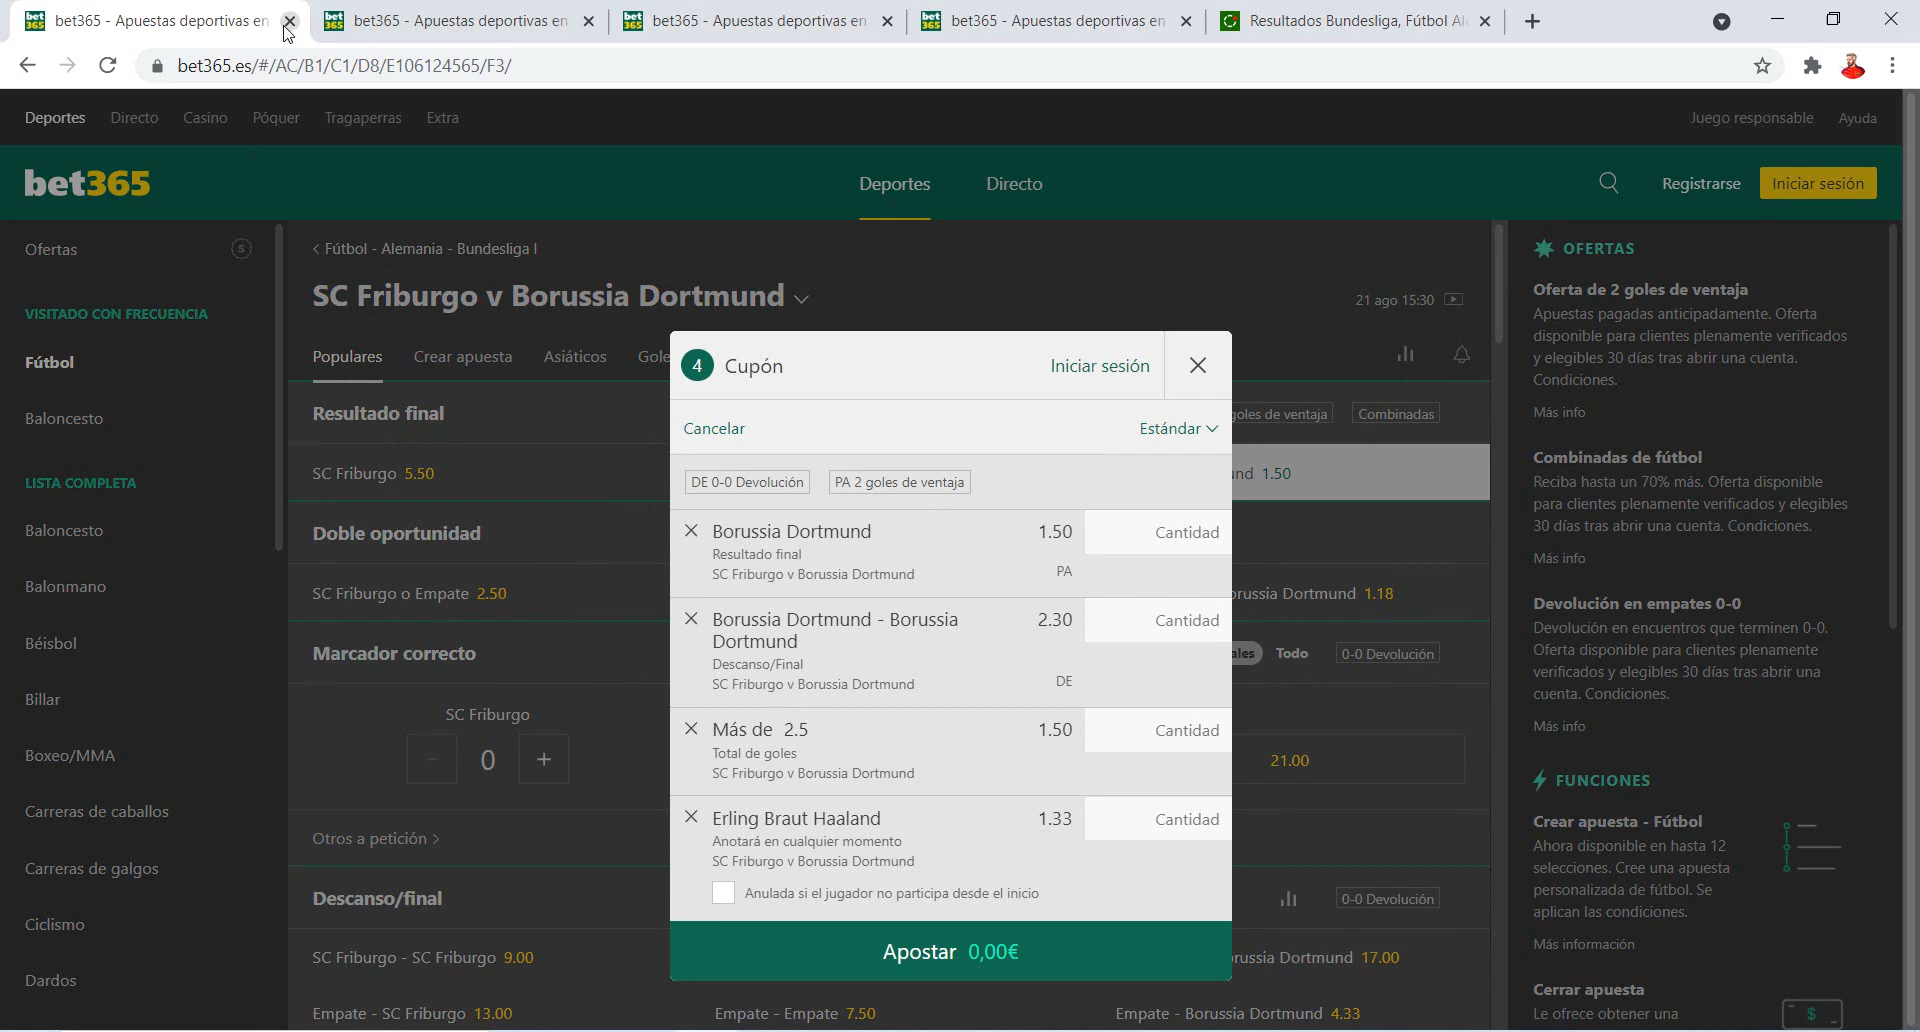 bet365 - Apuestas deportivas en
bet365 - Apuestas deportivas en
bet365 - Apuestas deportivas en
bet365 - Apuestas deportivas en
Resultados Bundesliga, Fútbol Al
bet365.es/#/AC/B1/C1/D8/E106124565/F3/
Deportes Directo Casino Póquer Tragaperras Extra
Juego responsable Ayuda
bet365
Deportes Directo
Registrarse Iniciar sesión
Ofertas
VISITADO CON FRECUENCIA
Fútbol
Baloncesto
LISTA COMPLETA
Baloncesto
Balonmano
Béisbol
Billar
Boxeo/MMA
Carreras de caballos
Carreras de galgos
Ciclismo
Dardos
< Fútbol - Alemania - Bundesliga I
SC Friburgo v Borussia Dortmund
21 ago 15:30
Populares Crear apuesta Asiáticos Gole
Resultado final
goles de ventaja Combinadas
SC Friburgo 5.50
und 1.50
Doble oportunidad
SC Friburgo o Empate 2.50
orussia Dortmund 1.18
Marcador correcto
ales Todo 0-0 Devolución
SC Friburgo
- 0 +
21.00
Otros a petición >
Descanso/final
0-0 Devolución
SC Friburgo - SC Friburgo 9.00
orussia Dortmund 17.00
Empate - SC Friburgo 13.00
Empate - Empate 7.50
Empate - Borussia Dortmund 4.33
4 Cupón
Iniciar sesión
Cancelar
Estándar
DE 0-0 Devolución
PA 2 goles de ventaja
Borussia Dortmund 1.50 Cantidad
Resultado final
SC Friburgo v Borussia Dortmund PA
Borussia Dortmund - Borussia 2.30 Cantidad
Dortmund
Descanso/Final
SC Friburgo v Borussia Dortmund DE
Más de 2.5 1.50 Cantidad
Total de goles
SC Friburgo v Borussia Dortmund
Erling Braut Haaland 1.33 Cantidad
Anotará en cualquier momento
SC Friburgo v Borussia Dortmund
Anulada si el jugador no participa desde el inicio
Apostar 0,00€
OFERTAS
Oferta de 2 goles de ventaja
Apuestas pagadas anticipadamente. Oferta
disponible para clientes plenamente verificados
y elegibles 30 días tras abrir una cuenta.
Condiciones.
Más info
Combinadas de fútbol
Reciba hasta un 70% más. Oferta disponible
para clientes plenamente verificados y elegibles
30 días tras abrir una cuenta. Condiciones.
Más info
Devolución en empates 0-0
Devolución en encuentros que terminen 0-0.
Oferta disponible para clientes plenamente
verificados y elegibles 30 días tras abrir una
cuenta. Condiciones.
Más info
FUNCIONES
Crear apuesta - Fútbol
Ahora disponible en hasta 12
selecciones. Cree una apuesta
personalizada de fútbol. Se
aplican las condiciones.
Más información
Cerrar apuesta
Le ofrece obtener una